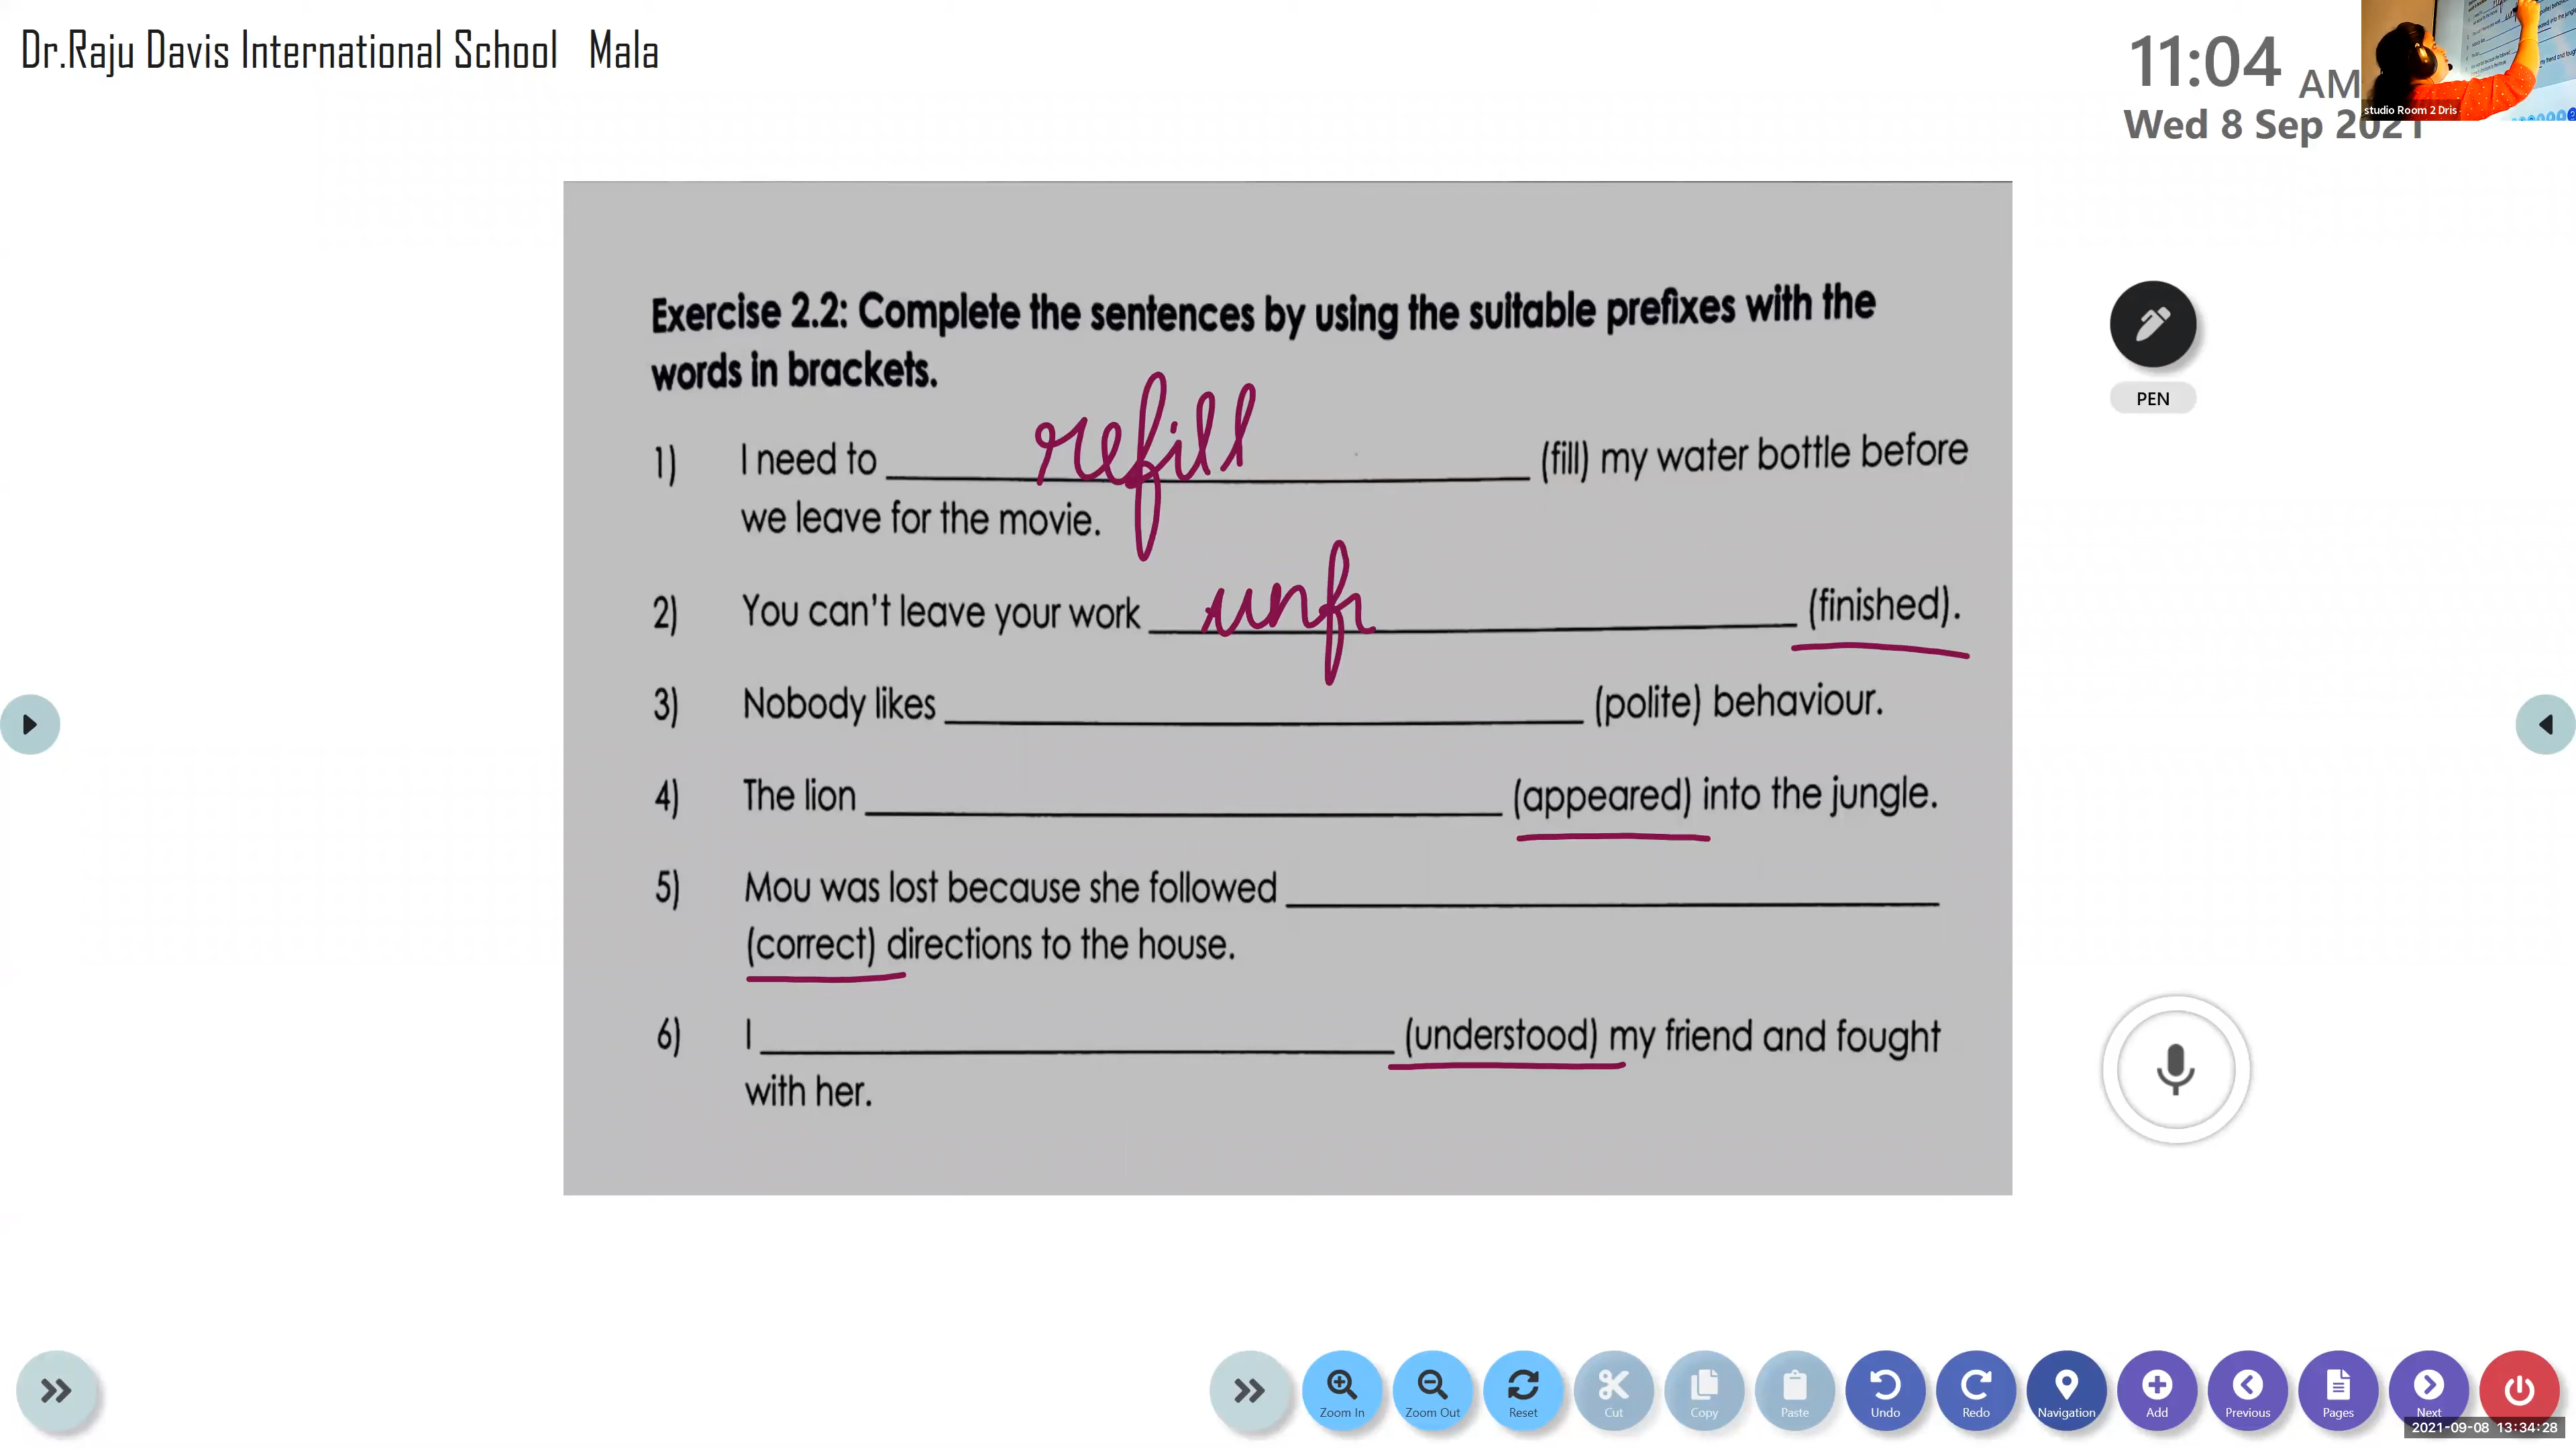 Dr.Raju Davis International School Mala
11:04 AM
Wed 8 Sep 2021
studio Room 2 Dris
Exercise 2.2: Complete the sentences by using the suitable prefixes with the
words in brackets.
1) I need to refill (fill) my water bottle before
we leave for the movie.
2) You can't leave your work unf (finished).
3) Nobody likes (polite) behaviour.
4) The lion (appeared) into the jungle.
5) Mou was lost because she followed
(correct) directions to the house.
6) I (understood) my friend and fought
with her.
PEN
Zoom In Zoom Out Reset Cut Copy Paste Undo Redo Navigation Add Previous Pages Next
2021-09-08 13:34:28